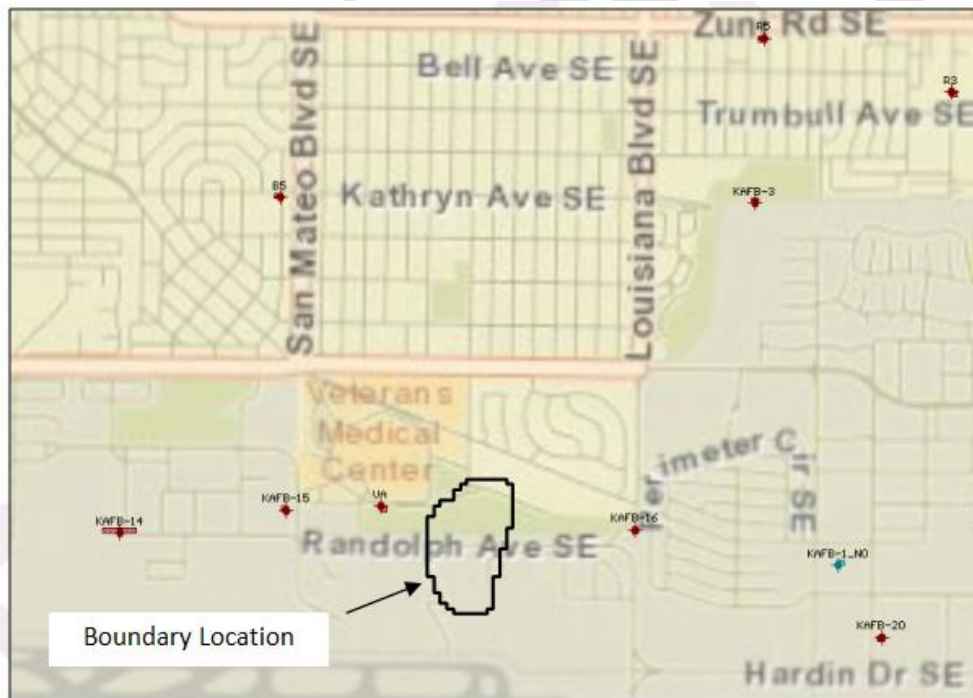 Zuni Rd SE
R5
Bell Ave SE
R3
Trumbull Ave SE
San Mateo Blvd SE
Louisiana Blvd SE
B5
Kathryn Ave SE
KAFB-3
Veterans
Medical
Center
Perimeter Cir SE
KAFB-15
VA
KAFB-14
KAFB-16
Randolph Ave SE
KAFB-1_NO
Boundary Location
KAFB-20
Hardin Dr SE